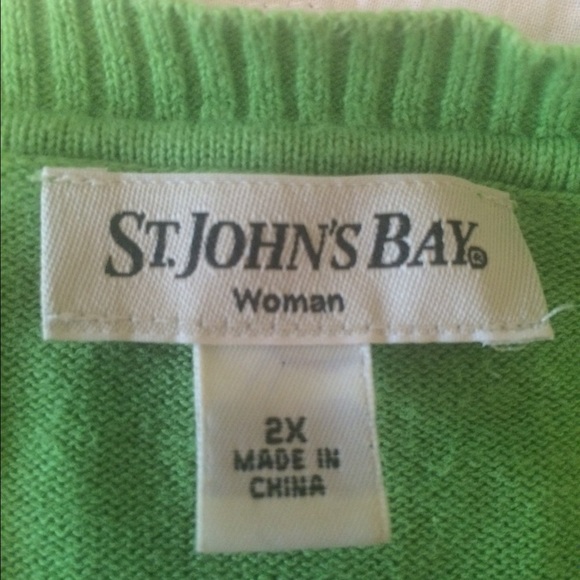 ST. JOHN'S BAY®
Woman
2X
MADE IN
CHINA